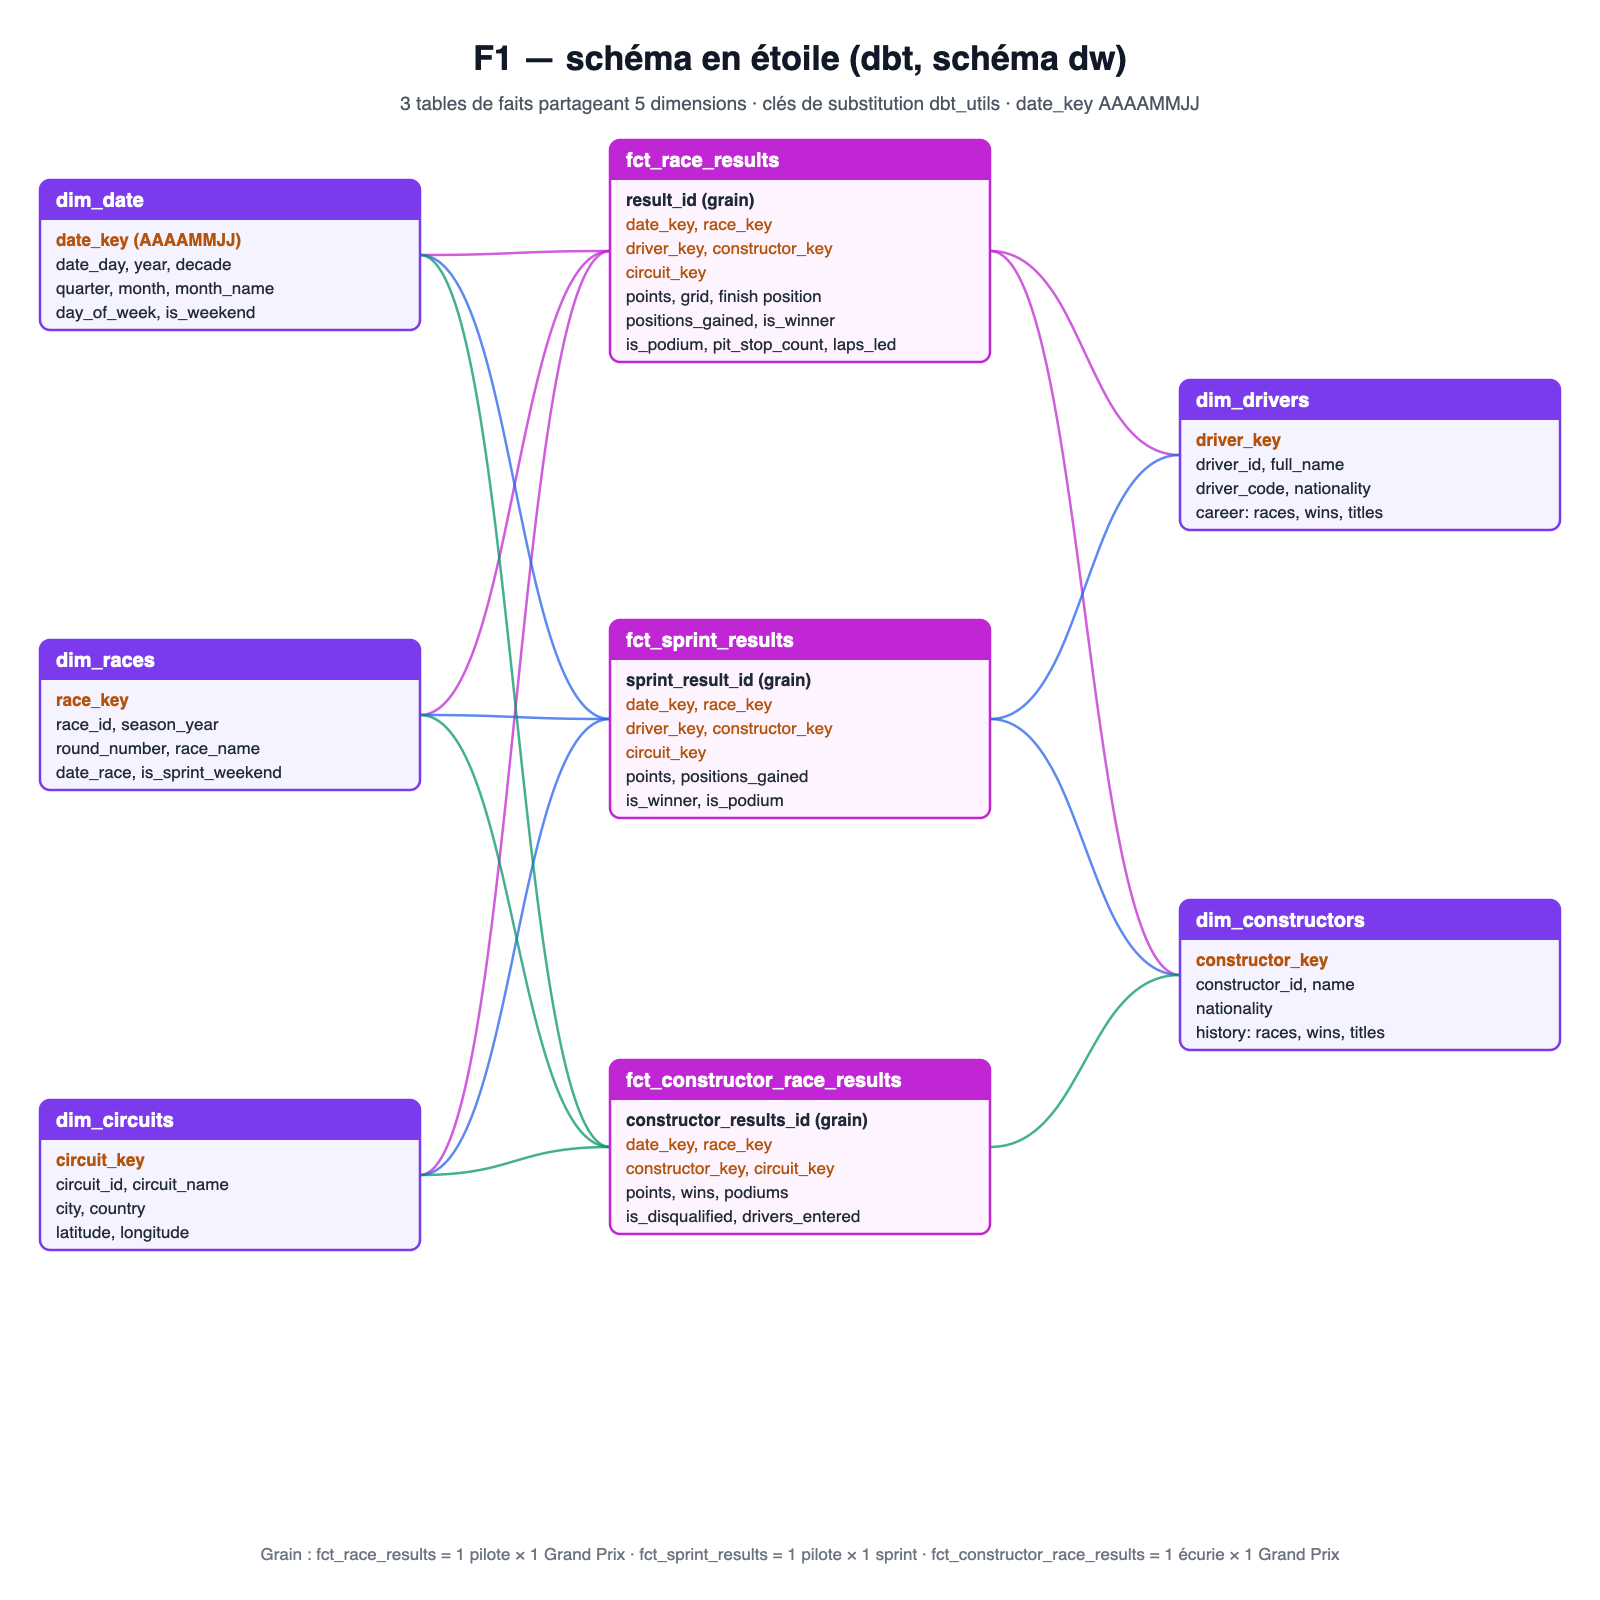 F1 — schéma en étoile (dbt, schéma dw)
3 tables de faits partageant 5 dimensions · clés de substitution dbt_utils · date_key AAAAMMJJ
dim_date
date_key (AAAAMMJJ)
date_day, year, decade
quarter, month, month_name
day_of_week, is_weekend
dim_races
race_key
race_id, season_year
round_number, race_name
date_race, is_sprint_weekend
dim_circuits
circuit_key
circuit_id, circuit_name
city, country
latitude, longitude
fct_race_results
result_id (grain)
date_key, race_key
driver_key, constructor_key
circuit_key
points, grid, finish position
positions_gained, is_winner
is_podium, pit_stop_count, laps_led
fct_sprint_results
sprint_result_id (grain)
date_key, race_key
driver_key, constructor_key
circuit_key
points, positions_gained
is_winner, is_podium
fct_constructor_race_results
constructor_results_id (grain)
date_key, race_key
constructor_key, circuit_key
points, wins, podiums
is_disqualified, drivers_entered
dim_drivers
driver_key
driver_id, full_name
driver_code, nationality
career: races, wins, titles
dim_constructors
constructor_key
constructor_id, name
nationality
history: races, wins, titles
Grain : fct_race_results = 1 pilote × 1 Grand Prix · fct_sprint_results = 1 pilote × 1 sprint · fct_constructor_race_results = 1 écurie × 1 Grand Prix